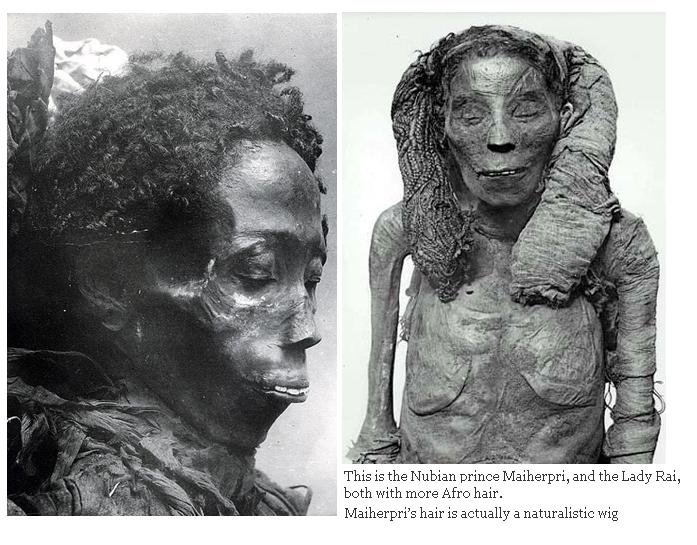 This is the Nubian prince Maiherpri, and the Lady Rai,
both with more Afro hair.
Maiherpri's hair is actually a naturalistic wig